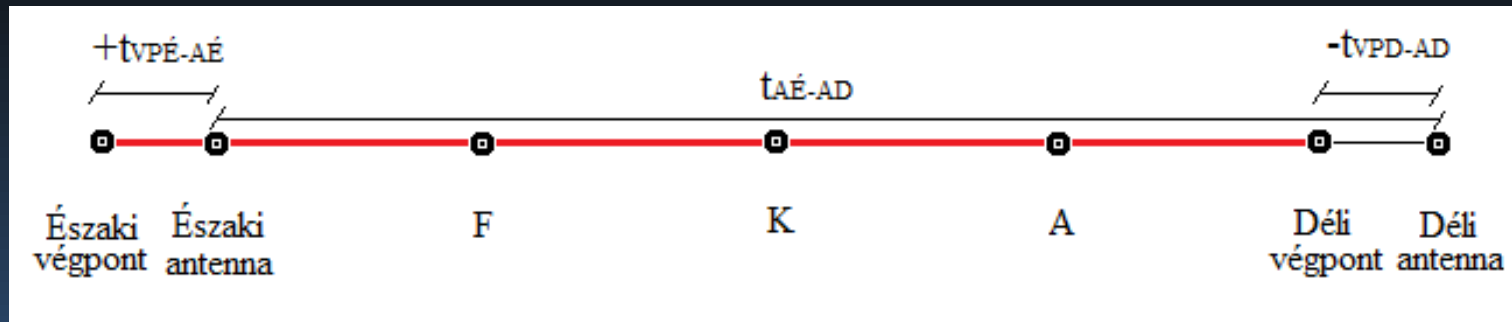 +tVPÉ-AÉ
tAÉ-AD
-tVPD-AD
Északi végpont
Északi antenna
F
K
A
Déli végpont
Déli antenna